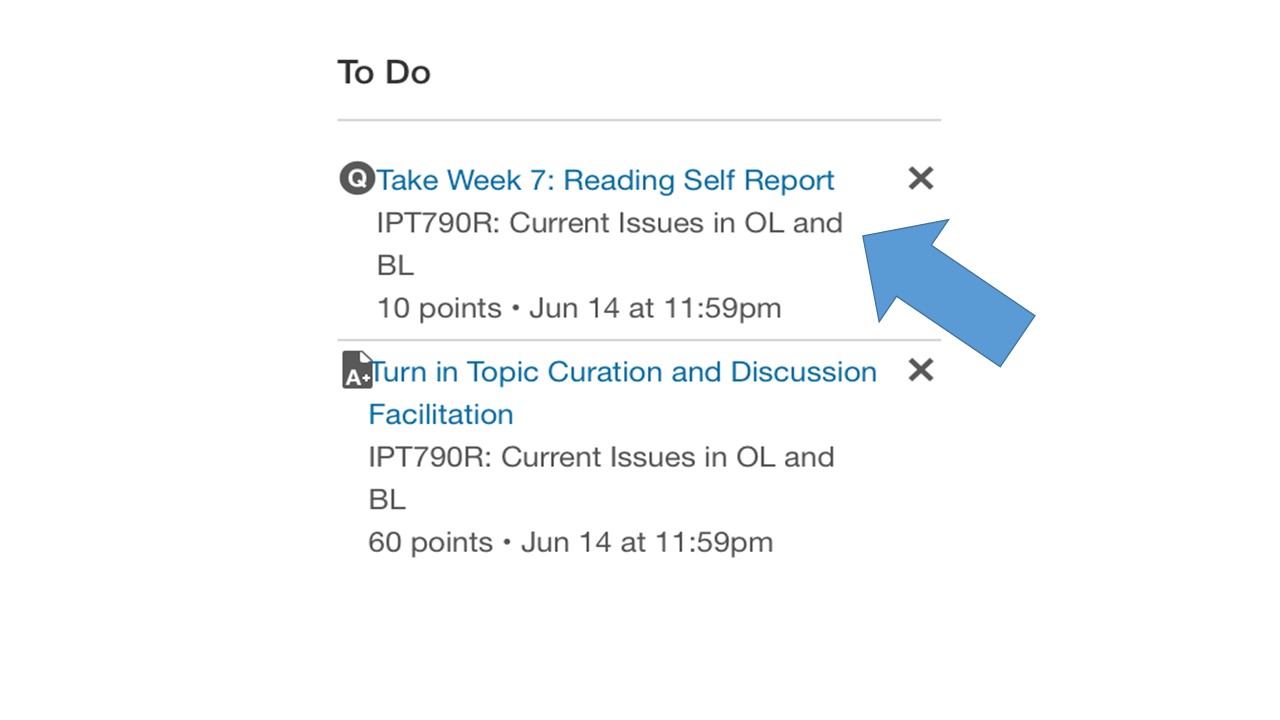 To Do
Q Take Week 7: Reading Self Report
IPT790R: Current Issues in OL and
BL
10 points • Jun 14 at 11:59pm
A+ Turn in Topic Curation and Discussion
Facilitation
IPT790R: Current Issues in OL and
BL
60 points • Jun 14 at 11:59pm